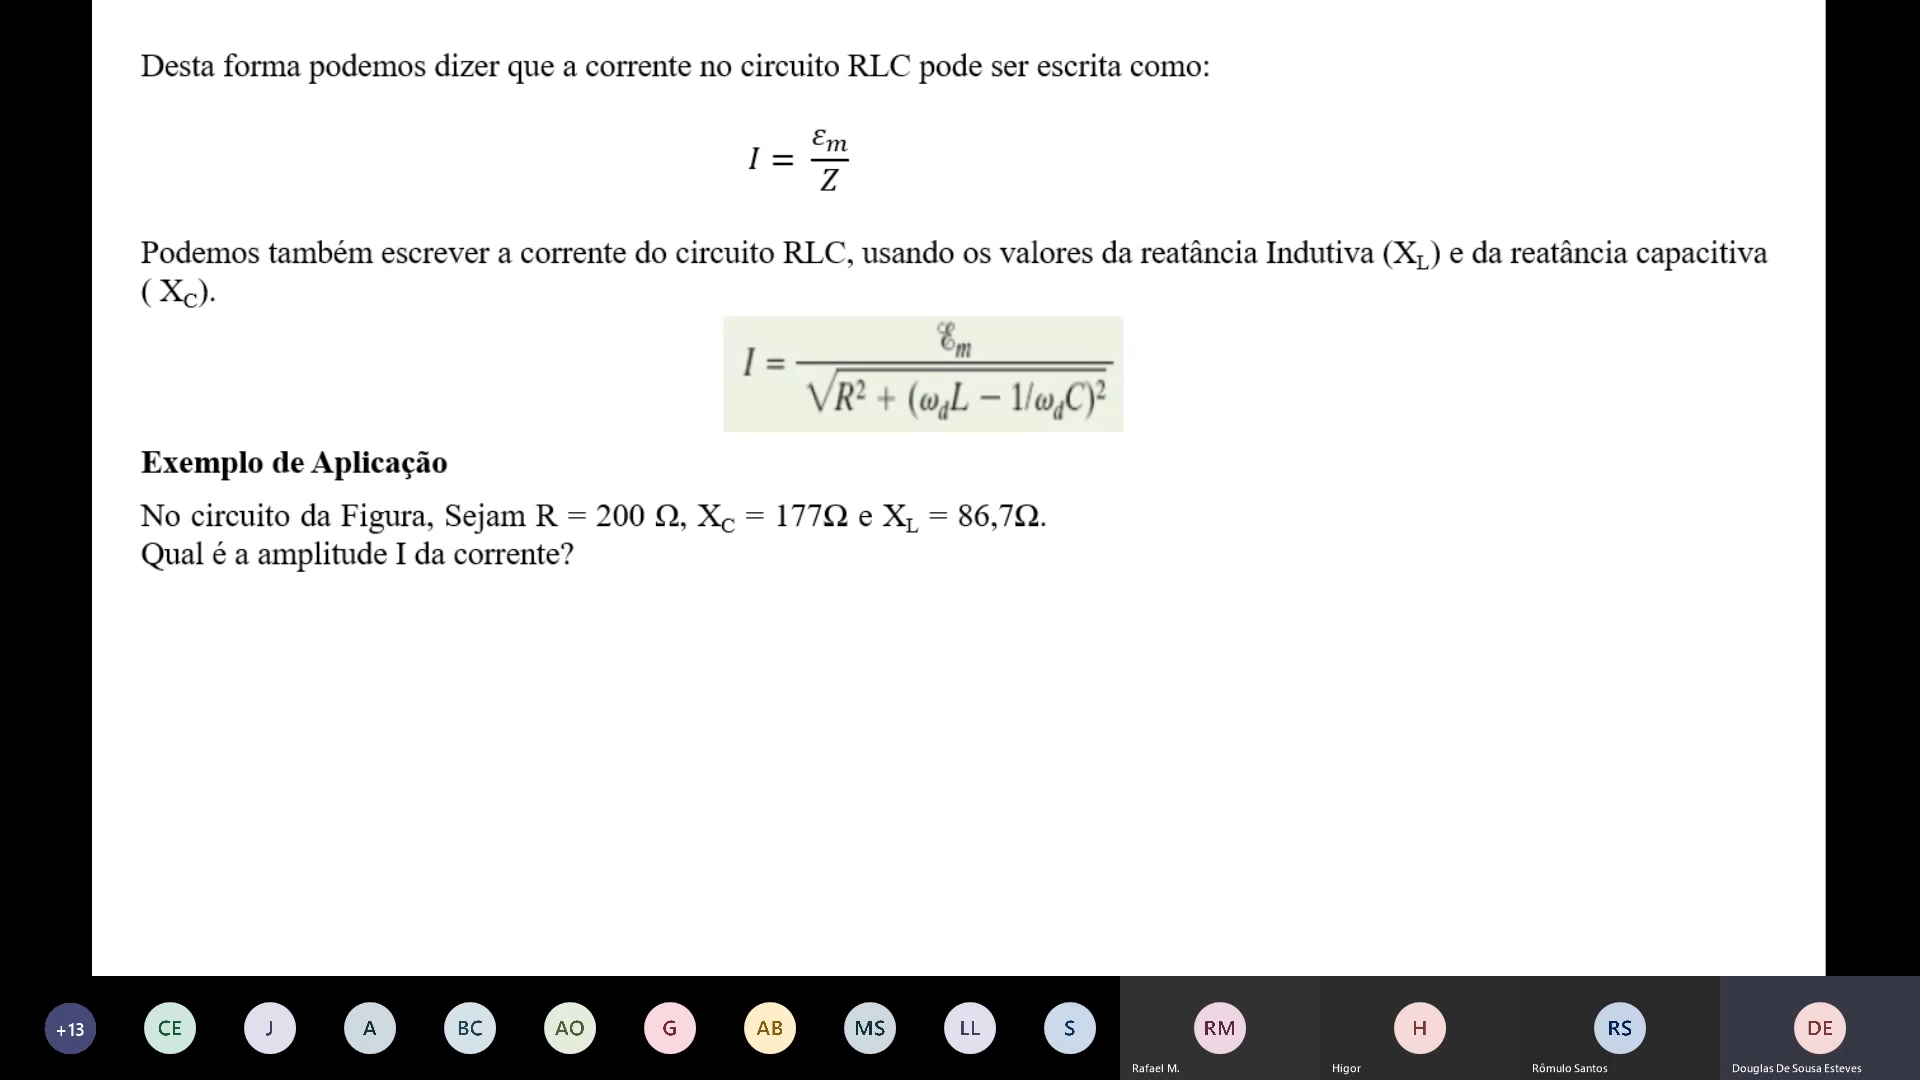 Desta forma podemos dizer que a corrente no circuito RLC pode ser escrita como:
I = εm/Z
Podemos também escrever a corrente do circuito RLC, usando os valores da reatância Indutiva (XL) e da reatância capacitiva
( XC).
I = ℰm/√R² + (ωdL − 1/ωdC)²
Exemplo de Aplicação
No circuito da Figura, Sejam R = 200 Ω, XC = 177Ω e XL = 86,7Ω.
Qual é a amplitude I da corrente?
+13 CE J A BC AO G AB MS LL S RM H RS DE
Rafael M. Higor Rômulo Santos Douglas De Sousa Esteves